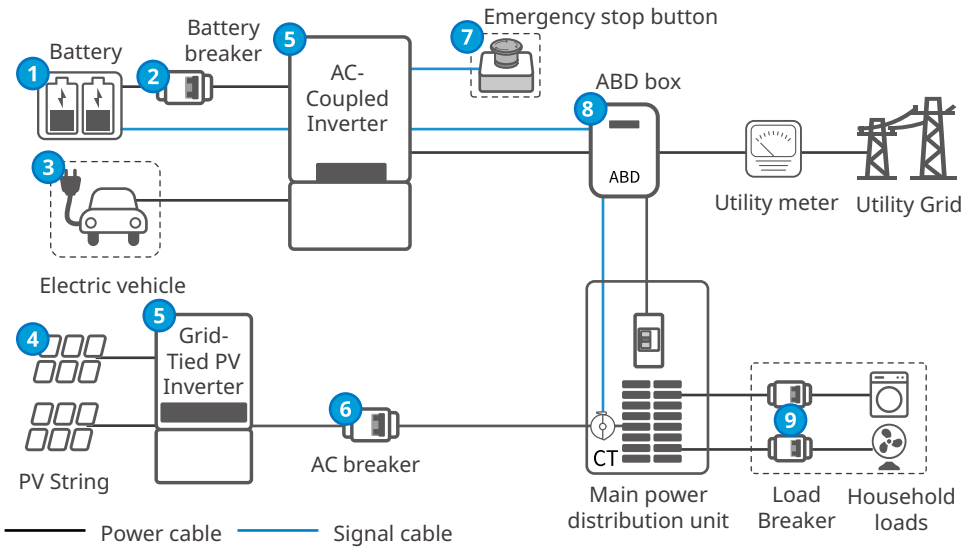 Emergency stop button
Battery
breaker
Battery
5
7
1
2
AC-
Coupled
Inverter
ABD box
8
3
ABD
Utility meter
Utility Grid
Electric vehicle
5
4
Grid-
Tied PV
Inverter
6
9
CT
AC breaker
PV String
Main power
distribution unit
Load
Breaker
Household
loads
Power cable
Signal cable